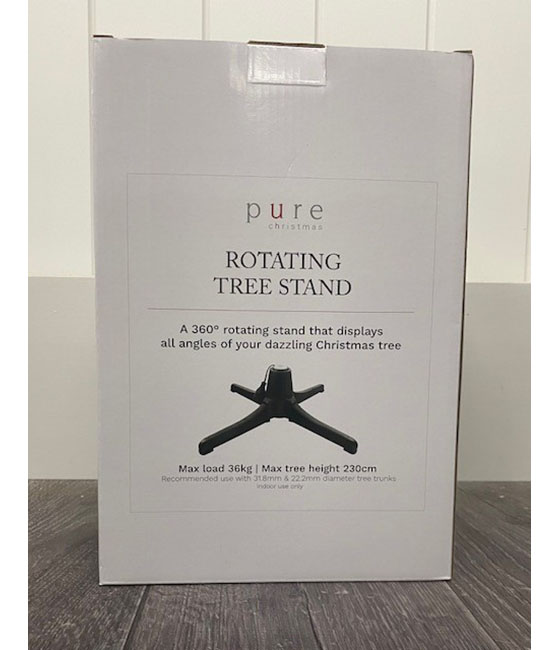 pure
christmas
ROTATING
TREE STAND
A 360° rotating stand that displays
all angles of your dazzling Christmas tree
Max load 36kg | Max tree height 230cm
Recommended use with 31.8mm & 22.2mm diameter tree trunks
Indoor use only